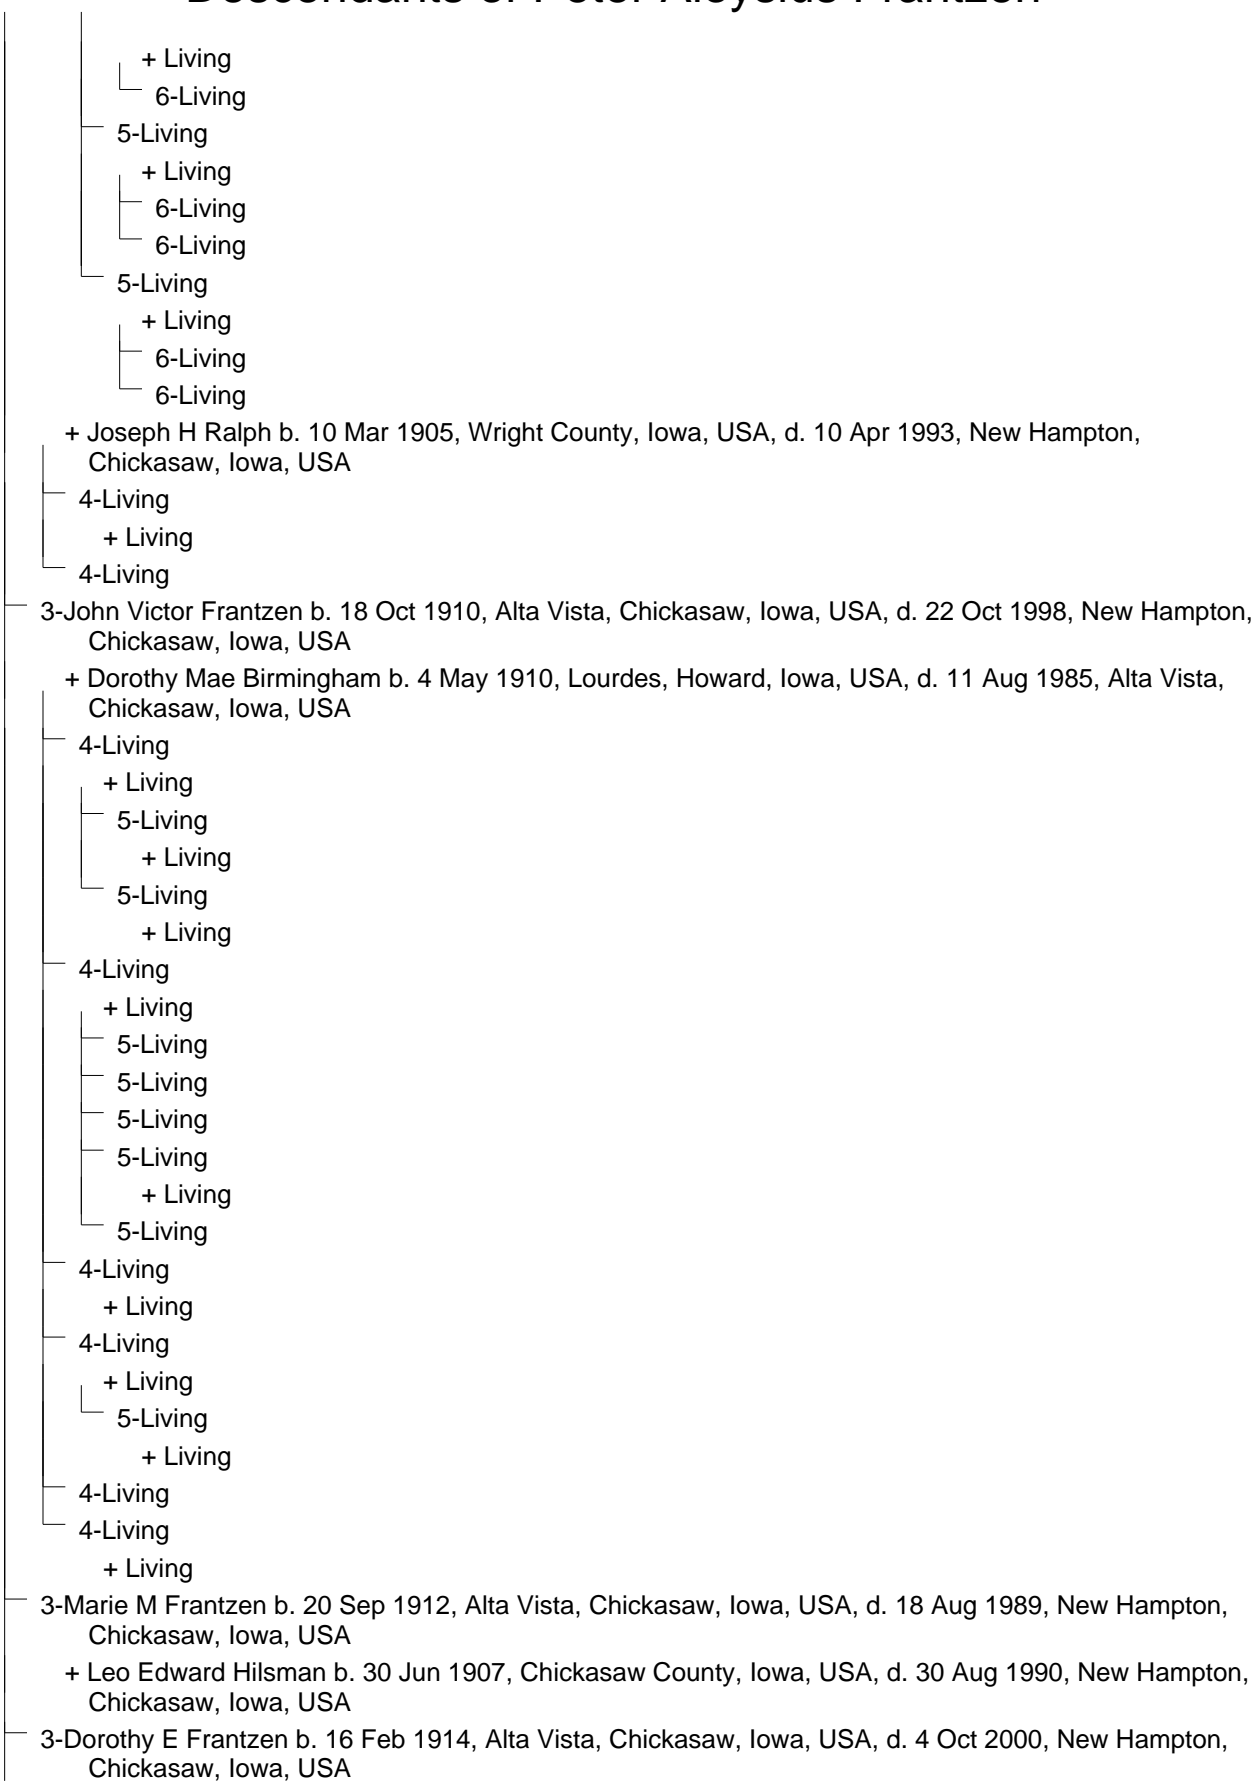 Descendants of Peter Aloysius Frantzen
+ Living
6-Living
5-Living
+ Living
6-Living
6-Living
5-Living
+ Living
6-Living
6-Living
+ Joseph H Ralph b. 10 Mar 1905, Wright County, Iowa, USA, d. 10 Apr 1993, New Hampton,
Chickasaw, Iowa, USA
4-Living
+ Living
4-Living
3-John Victor Frantzen b. 18 Oct 1910, Alta Vista, Chickasaw, Iowa, USA, d. 22 Oct 1998, New Hampton,
Chickasaw, Iowa, USA
+ Dorothy Mae Birmingham b. 4 May 1910, Lourdes, Howard, Iowa, USA, d. 11 Aug 1985, Alta Vista,
Chickasaw, Iowa, USA
4-Living
+ Living
5-Living
+ Living
5-Living
+ Living
4-Living
+ Living
5-Living
5-Living
5-Living
5-Living
+ Living
5-Living
4-Living
+ Living
4-Living
+ Living
5-Living
+ Living
4-Living
4-Living
+ Living
3-Marie M Frantzen b. 20 Sep 1912, Alta Vista, Chickasaw, Iowa, USA, d. 18 Aug 1989, New Hampton,
Chickasaw, Iowa, USA
+ Leo Edward Hilsman b. 30 Jun 1907, Chickasaw County, Iowa, USA, d. 30 Aug 1990, New Hampton,
Chickasaw, Iowa, USA
3-Dorothy E Frantzen b. 16 Feb 1914, Alta Vista, Chickasaw, Iowa, USA, d. 4 Oct 2000, New Hampton,
Chickasaw, Iowa, USA